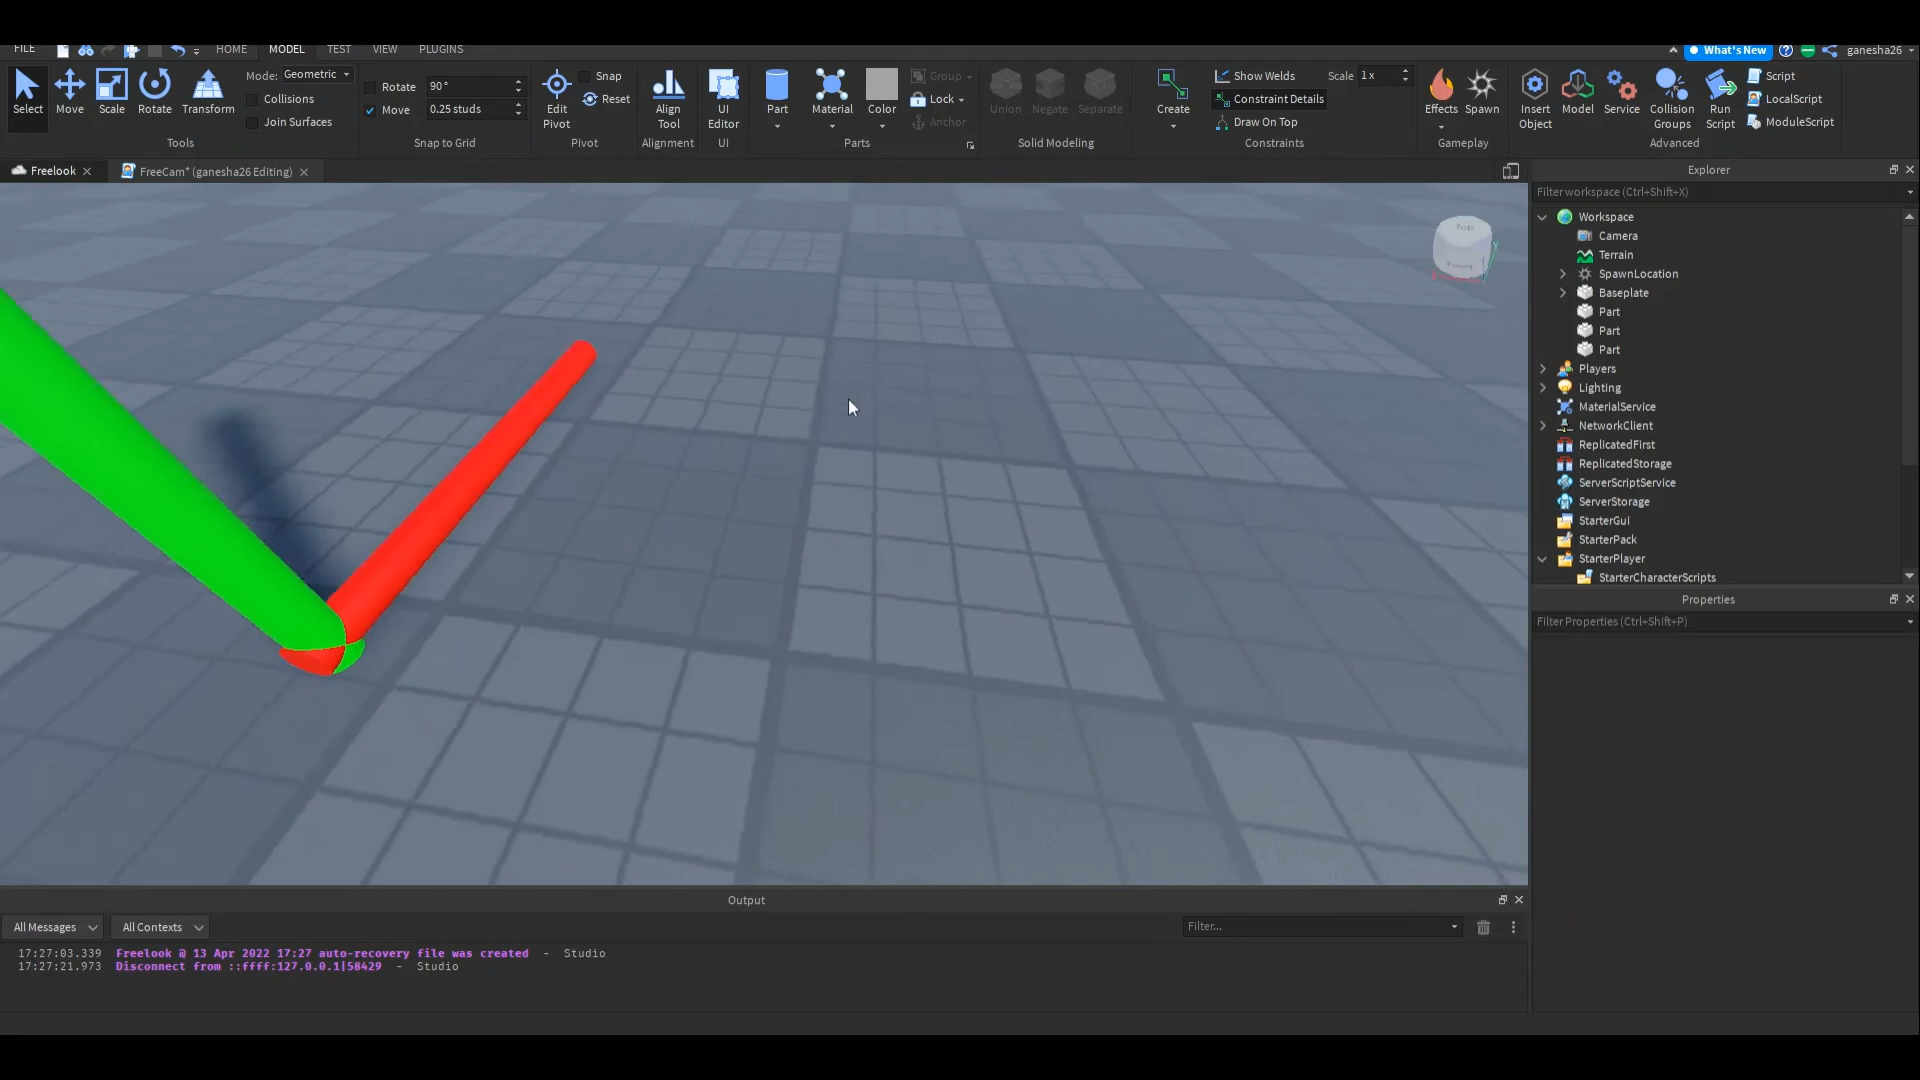 FILE HOME MODEL TEST VIEW PLUGINS What's New ganesha26
Select Move Scale Rotate Transform
Mode: Geometric
Collisions
Join Surfaces
Tools
Rotate 90°
Move 0.25 studs
Snap to Grid
Edit Pivot
Snap
Reset
Pivot
Align Tool
Alignment
UI Editor
UI
Part Material Color
Group
Lock
Anchor
Parts
Union Negate Separate
Solid Modeling
Create
Show Welds
Constraint Details
Draw On Top
Scale 1 x
Constraints
Effects Spawn
Gameplay
Insert Object
Model
Service
Collision Groups
Run Script
Script
LocalScript
ModuleScript
Advanced
Freelook
FreeCam* (ganesha26 Editing)
Top
Front
Y
Explorer
Filter workspace (Ctrl+Shift+X)
Workspace
Camera
Terrain
SpawnLocation
Baseplate
Part
Part
Part
Players
Lighting
MaterialService
NetworkClient
ReplicatedFirst
ReplicatedStorage
ServerScriptService
ServerStorage
StarterGui
StarterPack
StarterPlayer
StarterCharacterScripts
Properties
Filter Properties (Ctrl+Shift+P)
Output
All Messages All Contexts Filter...
17:27:03.339 Freelook @ 13 Apr 2022 17:27 auto-recovery file was created - Studio
17:27:21.973 Disconnect from ::ffff:127.0.0.1|58429 - Studio